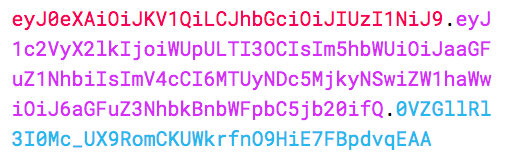 eyJ0eXAiOiJKV1QiLCJhbGciOiJIUzI1NiJ9.eyJ
1c2VyX2lkIjoiWUpULTI3OCIsIm5hbWUiOiJaaGF
uZ1NhbiIsImV4cCI6MTUyNDc5MjkyNSwiZW1haWw
iOiJ6aGFuZ3NhbkBnbWFpbC5jb20ifQ.0VZGllRl
3I0Mc_UX9RomCKUWkrfnO9HiE7FBpdvqEAA